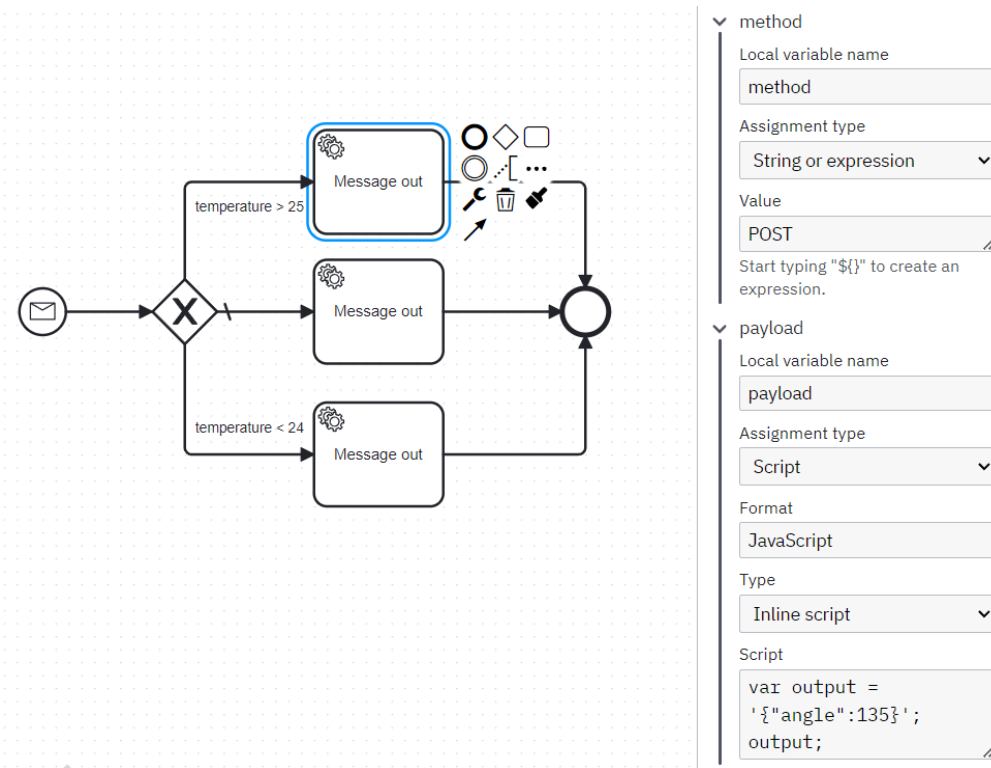 temperature > 25
Message out
Message out
temperature < 24
Message out
method
Local variable name
method
Assignment type
String or expression
Value
POST
Start typing "${}" to create an
expression.
payload
Local variable name
payload
Assignment type
Script
Format
JavaScript
Type
Inline script
Script
var output =
'{"angle":135}';
output;